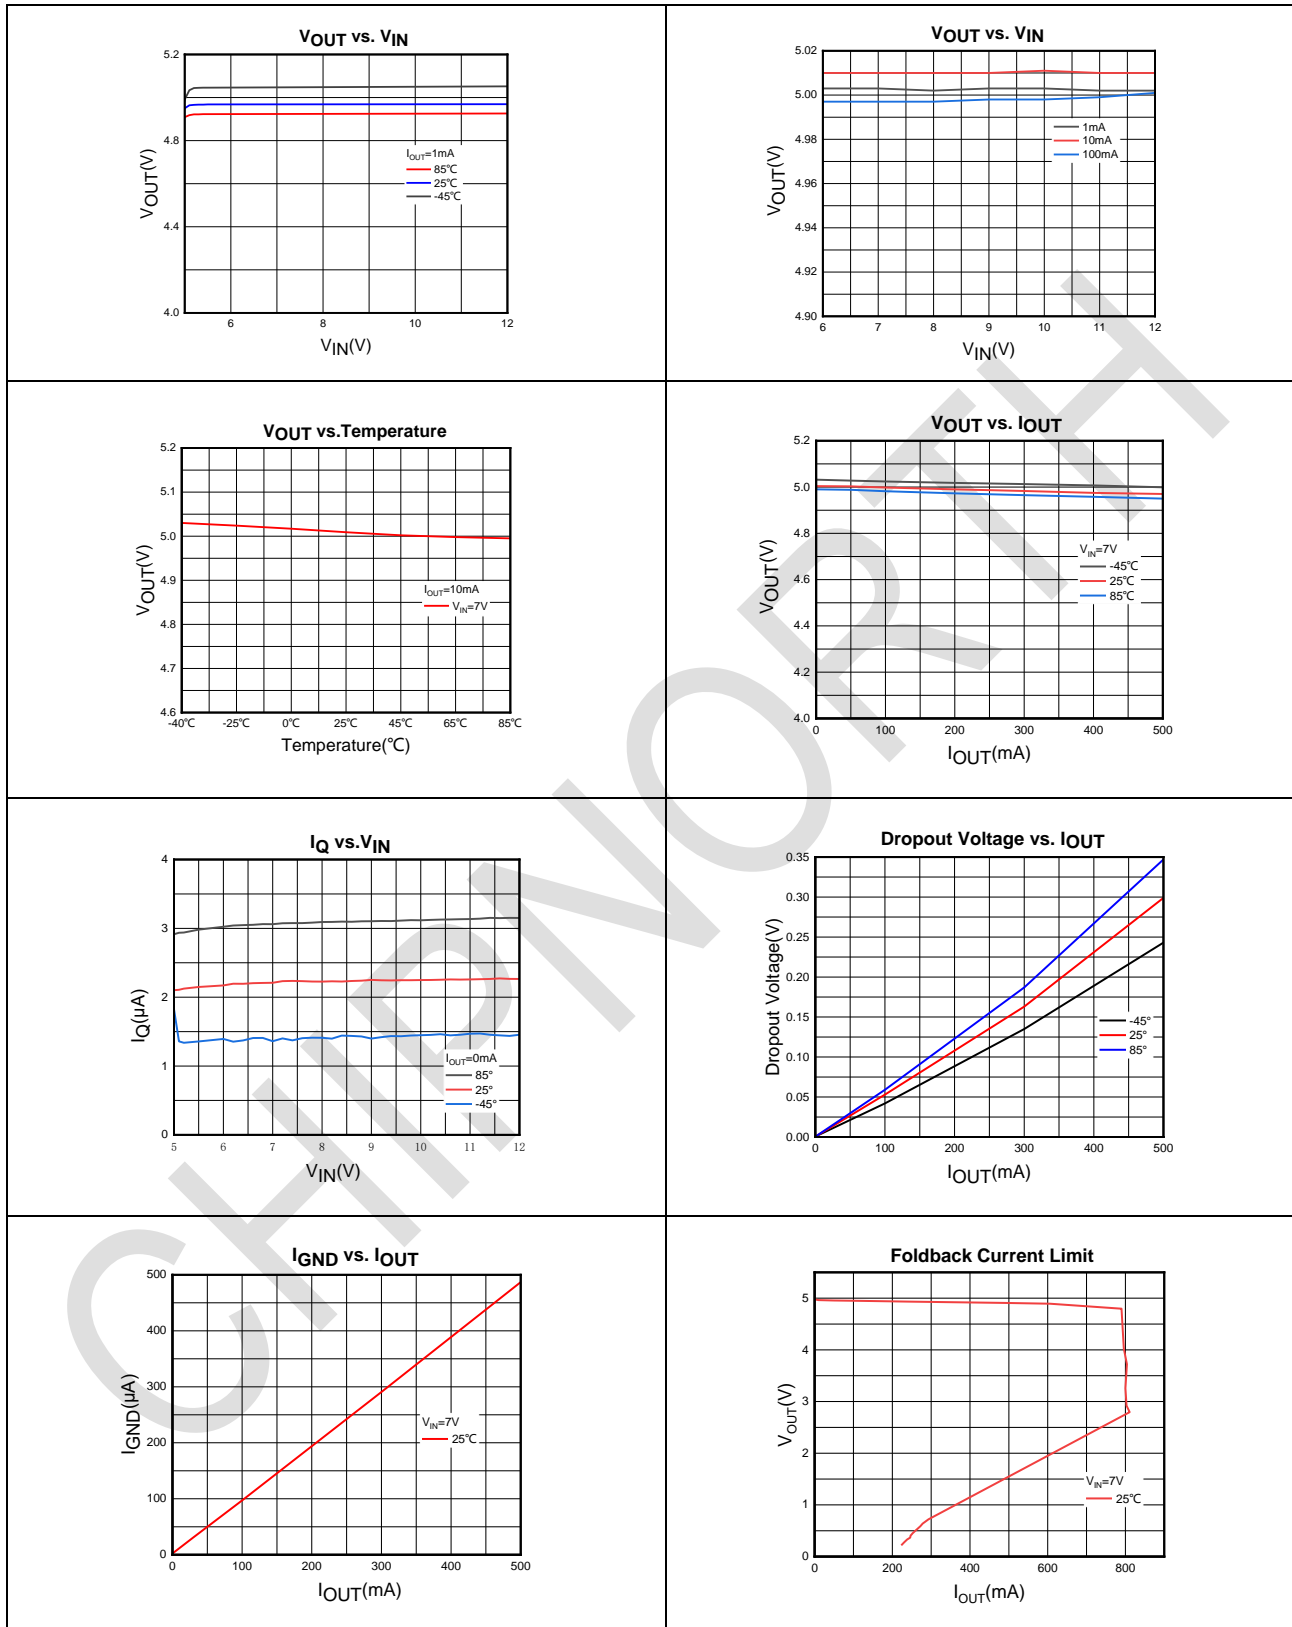 VOUT vs. VIN
5.2
4.8
4.4
4.0
VOUT(V)
IOUT=1mA
85℃
25℃
-45℃
6 8 10 12
VIN(V)
VOUT vs. VIN
5.02
5.00
4.98
4.96
4.94
4.92
4.90
VOUT(V)
1mA
10mA
100mA
6 7 8 9 10 11 12
VIN(V)
VOUT vs.Temperature
5.2
5.1
5.0
4.9
4.8
4.7
4.6
VOUT(V)
IOUT=10mA
VIN=7V
-40℃ -25℃ 0℃ 25℃ 45℃ 65℃ 85℃
Temperature(℃)
VOUT vs. IOUT
5.2
5.0
4.8
4.6
4.4
4.2
4.0
VOUT(V)
VIN=7V
-45℃
25℃
85℃
0 100 200 300 400 500
IOUT(mA)
IQ vs.VIN
4
3
2
1
0
IQ(µA)
IOUT=0mA
85°
25°
-45°
5 6 7 8 9 10 11 12
VIN(V)
Dropout Voltage vs. IOUT
0.35
0.30
0.25
0.20
0.15
0.10
0.05
0.00
Dropout Voltage(V)
-45°
25°
85°
0 100 200 300 400 500
IOUT(mA)
IGND vs. IOUT
500
400
300
200
100
0
IGND(µA)
VIN=7V
25℃
0 100 200 300 400 500
IOUT(mA)
Foldback Current Limit
5
4
3
2
1
0
VOUT(V)
VIN=7V
25℃
0 200 400 600 800
IOUT(mA)
CHIPNORTH